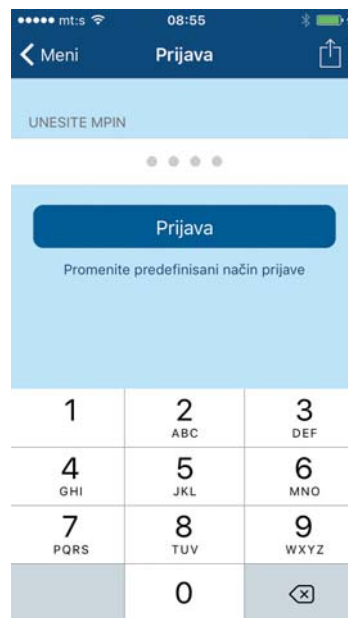 mt:s 08:55
Meni Prijava
UNESITE MPIN
Prijava
Promenite predefinisani način prijave
1 2 3
ABC DEF
4 5 6
GHI JKL MNO
7 8 9
PQRS TUV WXYZ
0